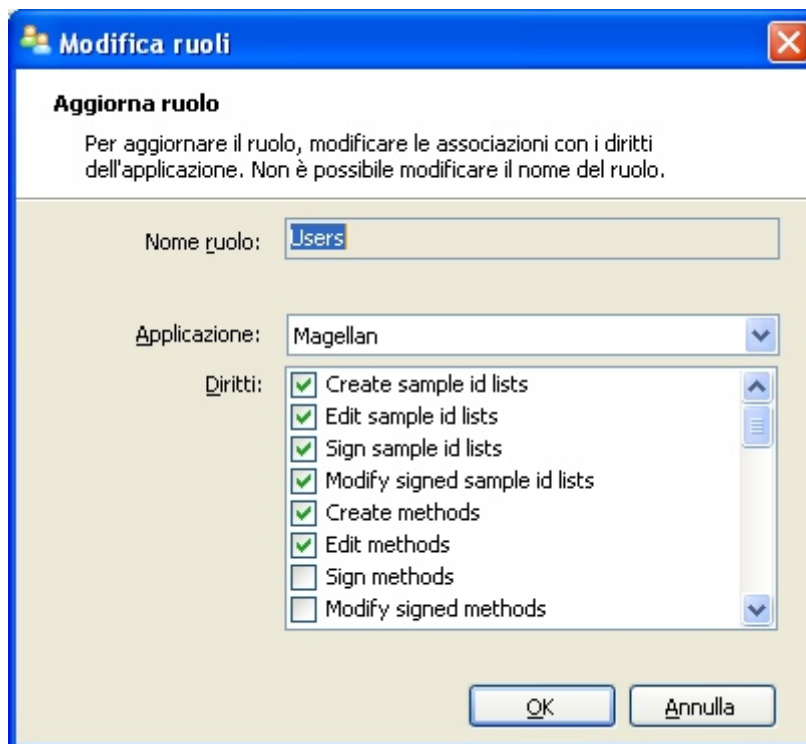 Modifica ruoli
Aggiorna ruolo
Per aggiornare il ruolo, modificare le associazioni con i diritti
dell'applicazione. Non è possibile modificare il nome del ruolo.
Nome ruolo: Users
Applicazione: Magellan
Diritti: Create sample id lists
Edit sample id lists
Sign sample id lists
Modify signed sample id lists
Create methods
Edit methods
Sign methods
Modify signed methods
OK Annulla